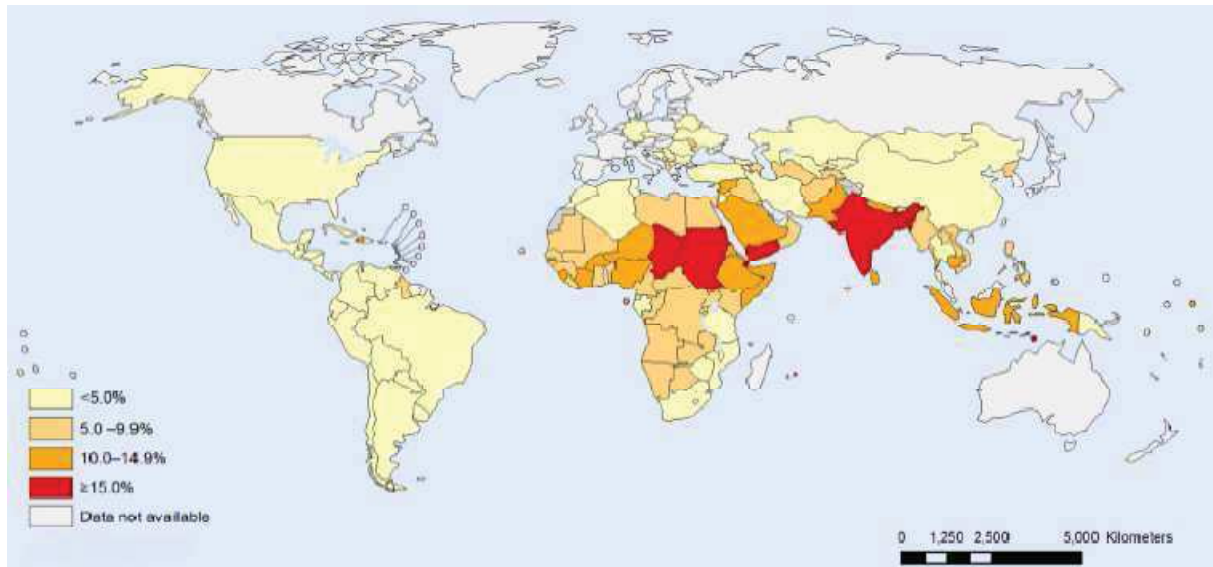 <5.0%
5.0–9.9%
10.0–14.9%
≥15.0%
Data not available
0 1,250 2,500 5,000 Kilometers